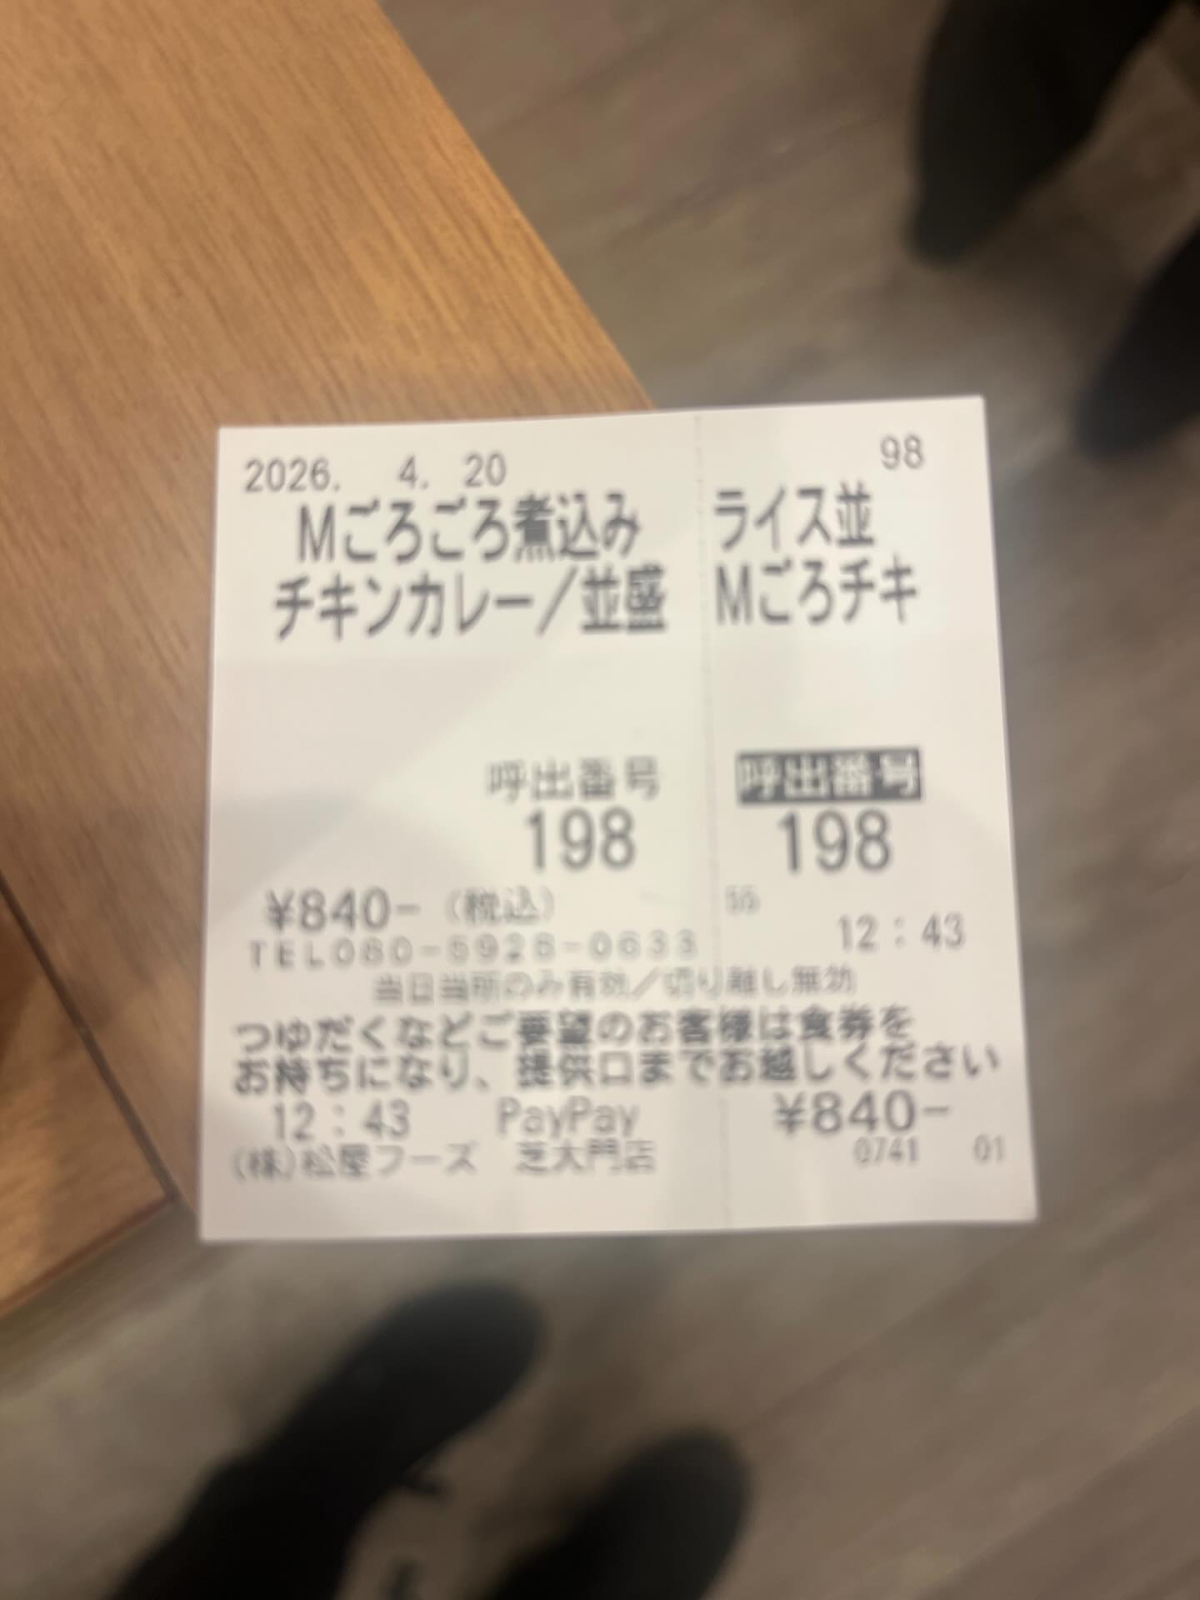 2026. 4. 20
98
Mごろごろ煮込み
チキンカレー/並盛
ライス並
Mごろチキ
呼出番号
198
呼出番号
198
¥840-(税込)
55
12:43
TEL080-5928-0633
当日当所のみ有効/切り離し無効
つゆだくなどご要望のお客様は食券を
お持ちになり、提供口までお越しください
12:43 PayPay ¥840-
(株)松屋フーズ 芝大門店 0741 01